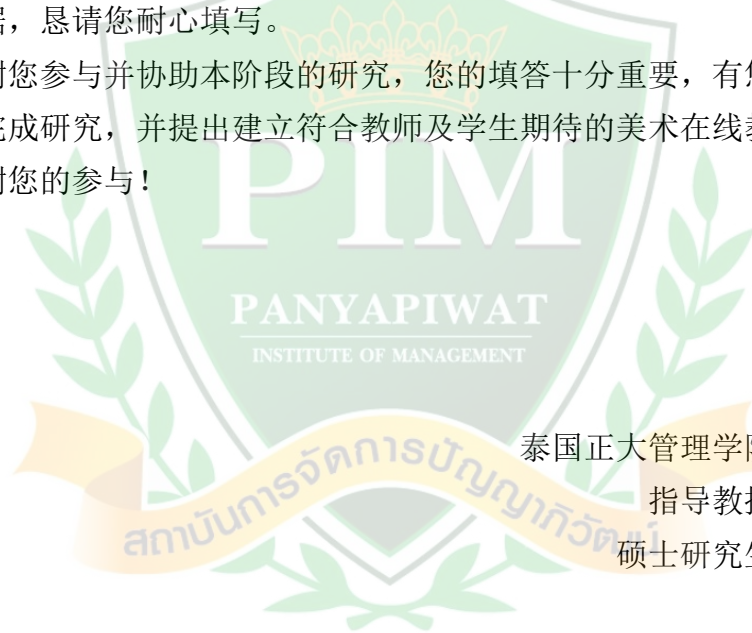 据，恳请您耐心填写。
谢您参与并协助本阶段的研究，您的填答十分重要，有您
完成研究，并提出建立符合教师及学生期待的美术在线教
谢您的参与！
PIM
PANYAPIWAT
INSTITUTE OF MANAGEMENT
泰国正大管理学院
指导教授
硕士研究生
สถาบันการจัดการปัญญาภิวัฒน์